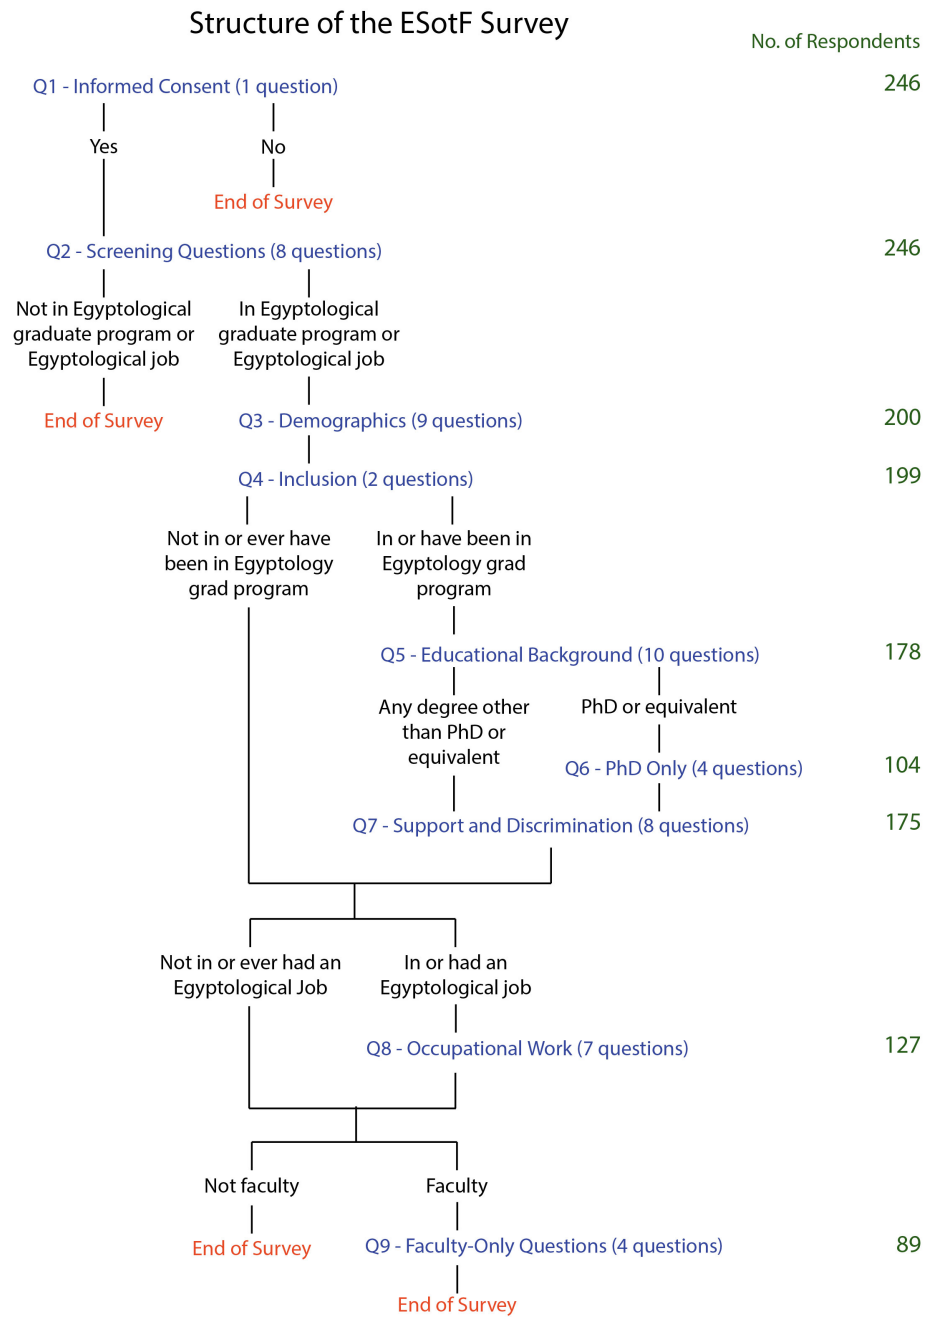 Structure of the ESotF Survey
No. of Respondents
Q1 - Informed Consent (1 question)
246
Yes
No
End of Survey
Q2 - Screening Questions (8 questions)
246
Not in Egyptological
graduate program or
Egyptological job
In Egyptological
graduate program or
Egyptological job
End of Survey
Q3 - Demographics (9 questions)
200
Q4 - Inclusion (2 questions)
199
Not in or ever have
been in Egyptology
grad program
In or have been in
Egyptology grad
program
Q5 - Educational Background (10 questions)
178
Any degree other
than PhD or
equivalent
PhD or equivalent
Q6 - PhD Only (4 questions)
104
Q7 - Support and Discrimination (8 questions)
175
Not in or ever had an
Egyptological Job
In or had an
Egyptological job
Q8 - Occupational Work (7 questions)
127
Not faculty
Faculty
End of Survey
Q9 - Faculty-Only Questions (4 questions)
89
End of Survey